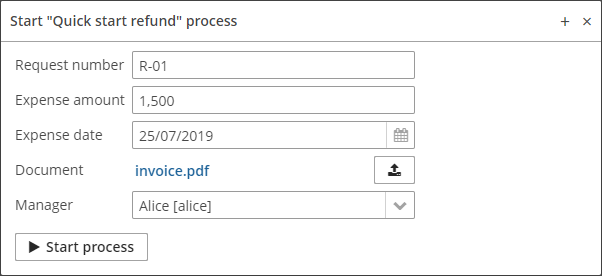 Start "Quick start refund" process
Request number R-01
Expense amount 1,500
Expense date 25/07/2019
Document invoice.pdf
Manager Alice [alice]
Start process